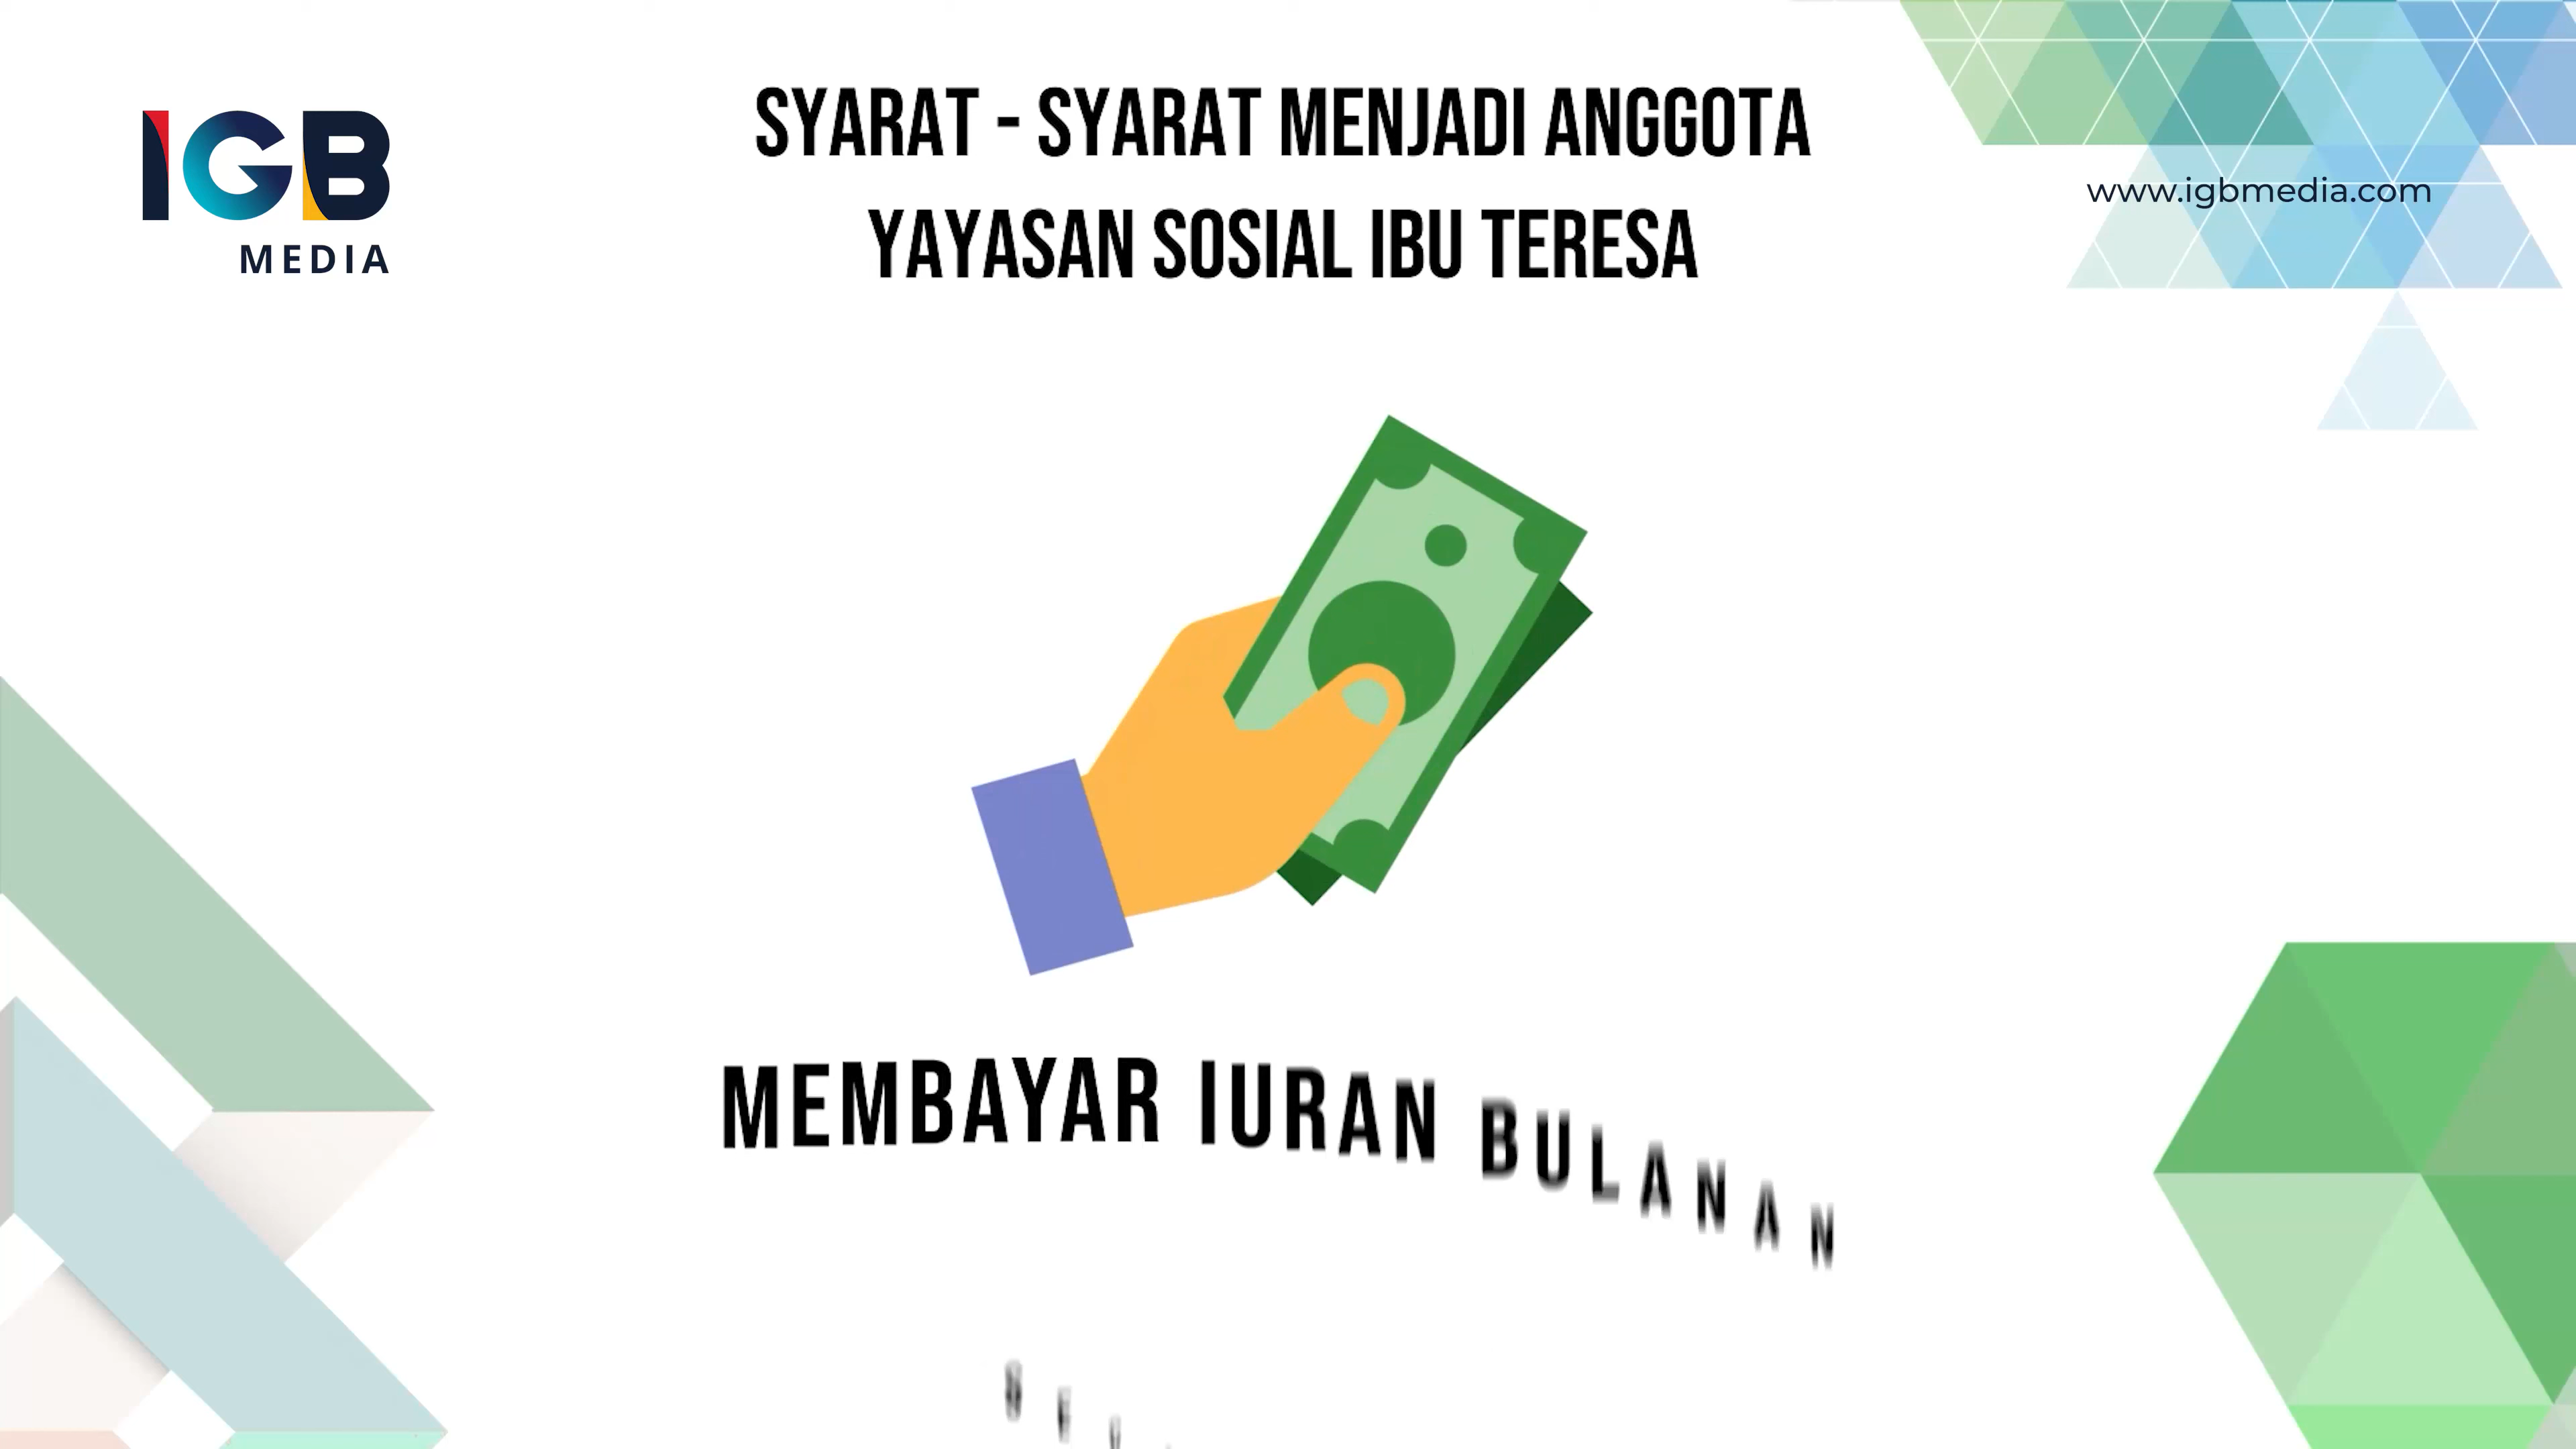 IGB
MEDIA
SYARAT - SYARAT MENJADI ANGGOTA
YAYASAN SOSIAL IBU TERESA
www.igbmedia.com
MEMBAYAR IURAN BULANAN